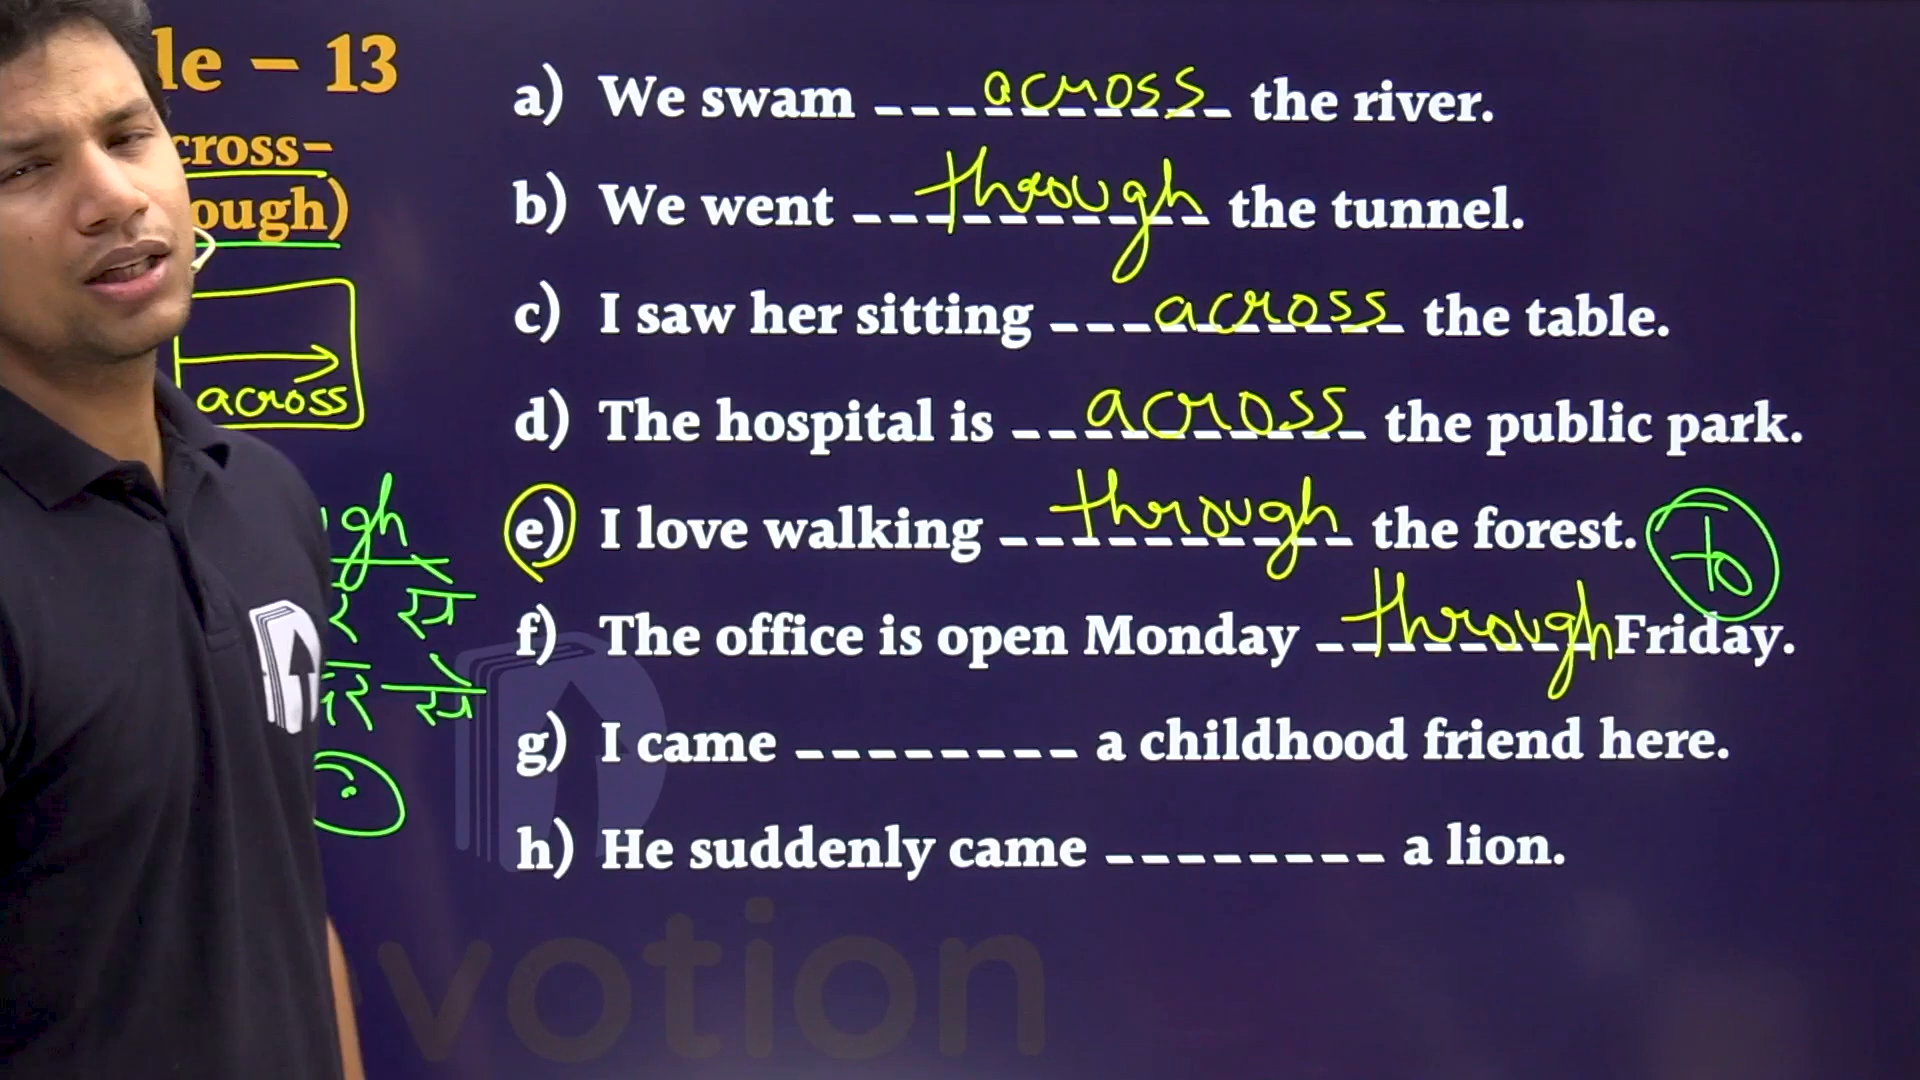 le – 13
cross–
ough)
across
a) We swam across the river.
b) We went through the tunnel.
c) I saw her sitting across the table.
d) The hospital is across the public park.
e) I love walking through the forest. to
f) The office is open Monday through Friday.
g) I came -------- a childhood friend here.
h) He suddenly came -------- a lion.
gh
र से
votion